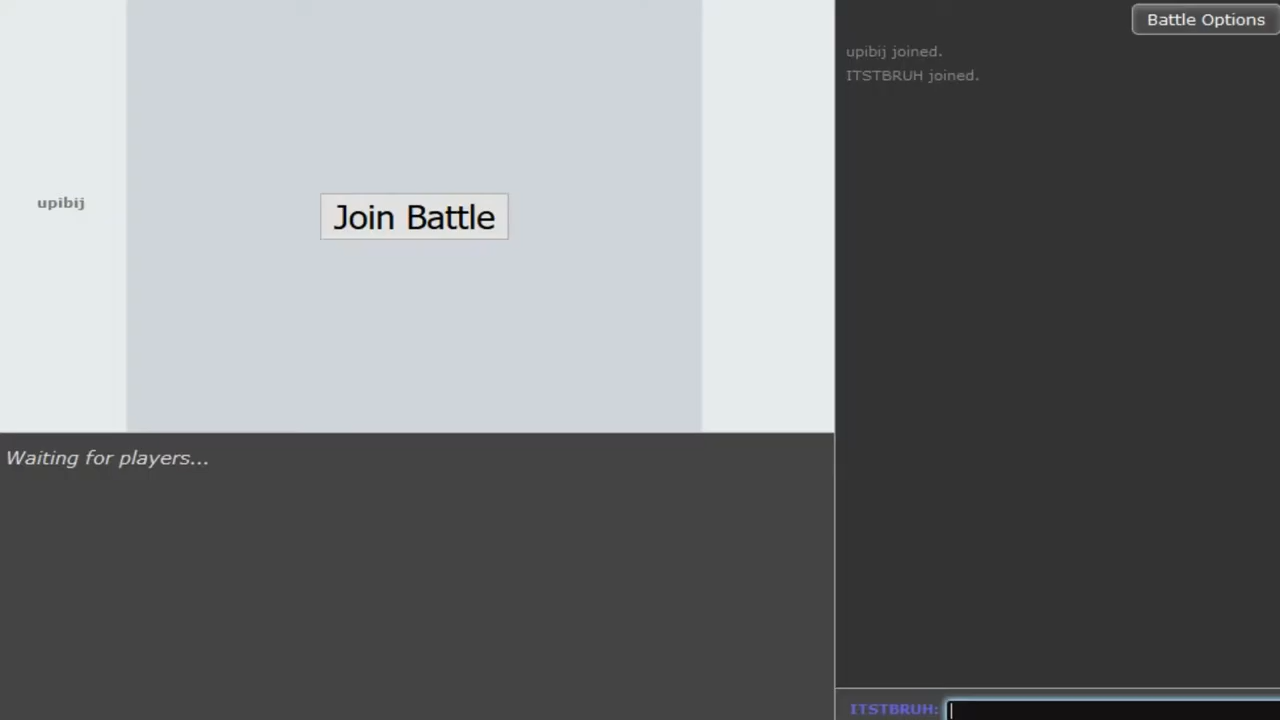 Battle Options
upibij joined.
ITSTBRUH joined.
upibij
Join Battle
Waiting for players...
ITSTBRUH: